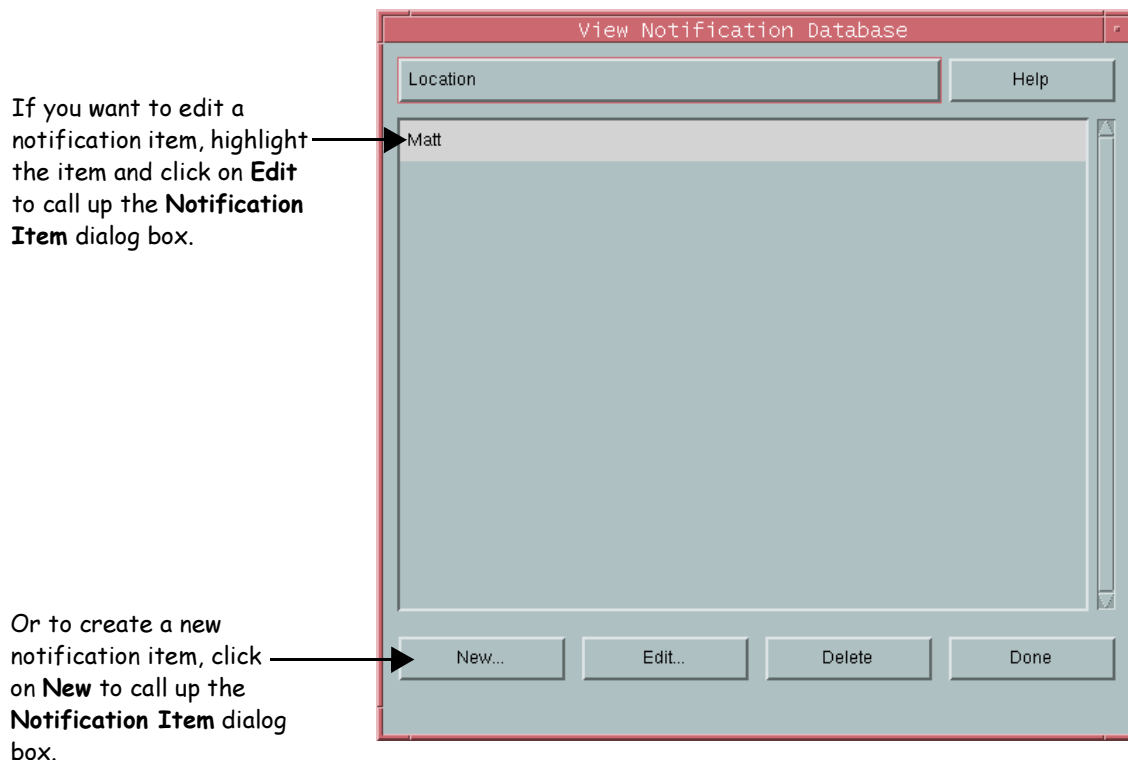 View Notification Database
Location
Help
If you want to edit a
notification item, highlight
the item and click on Edit
to call up the Notification
Item dialog box.
Matt
Or to create a new
notification item, click
on New to call up the
Notification Item dialog
box.
New...
Edit...
Delete
Done